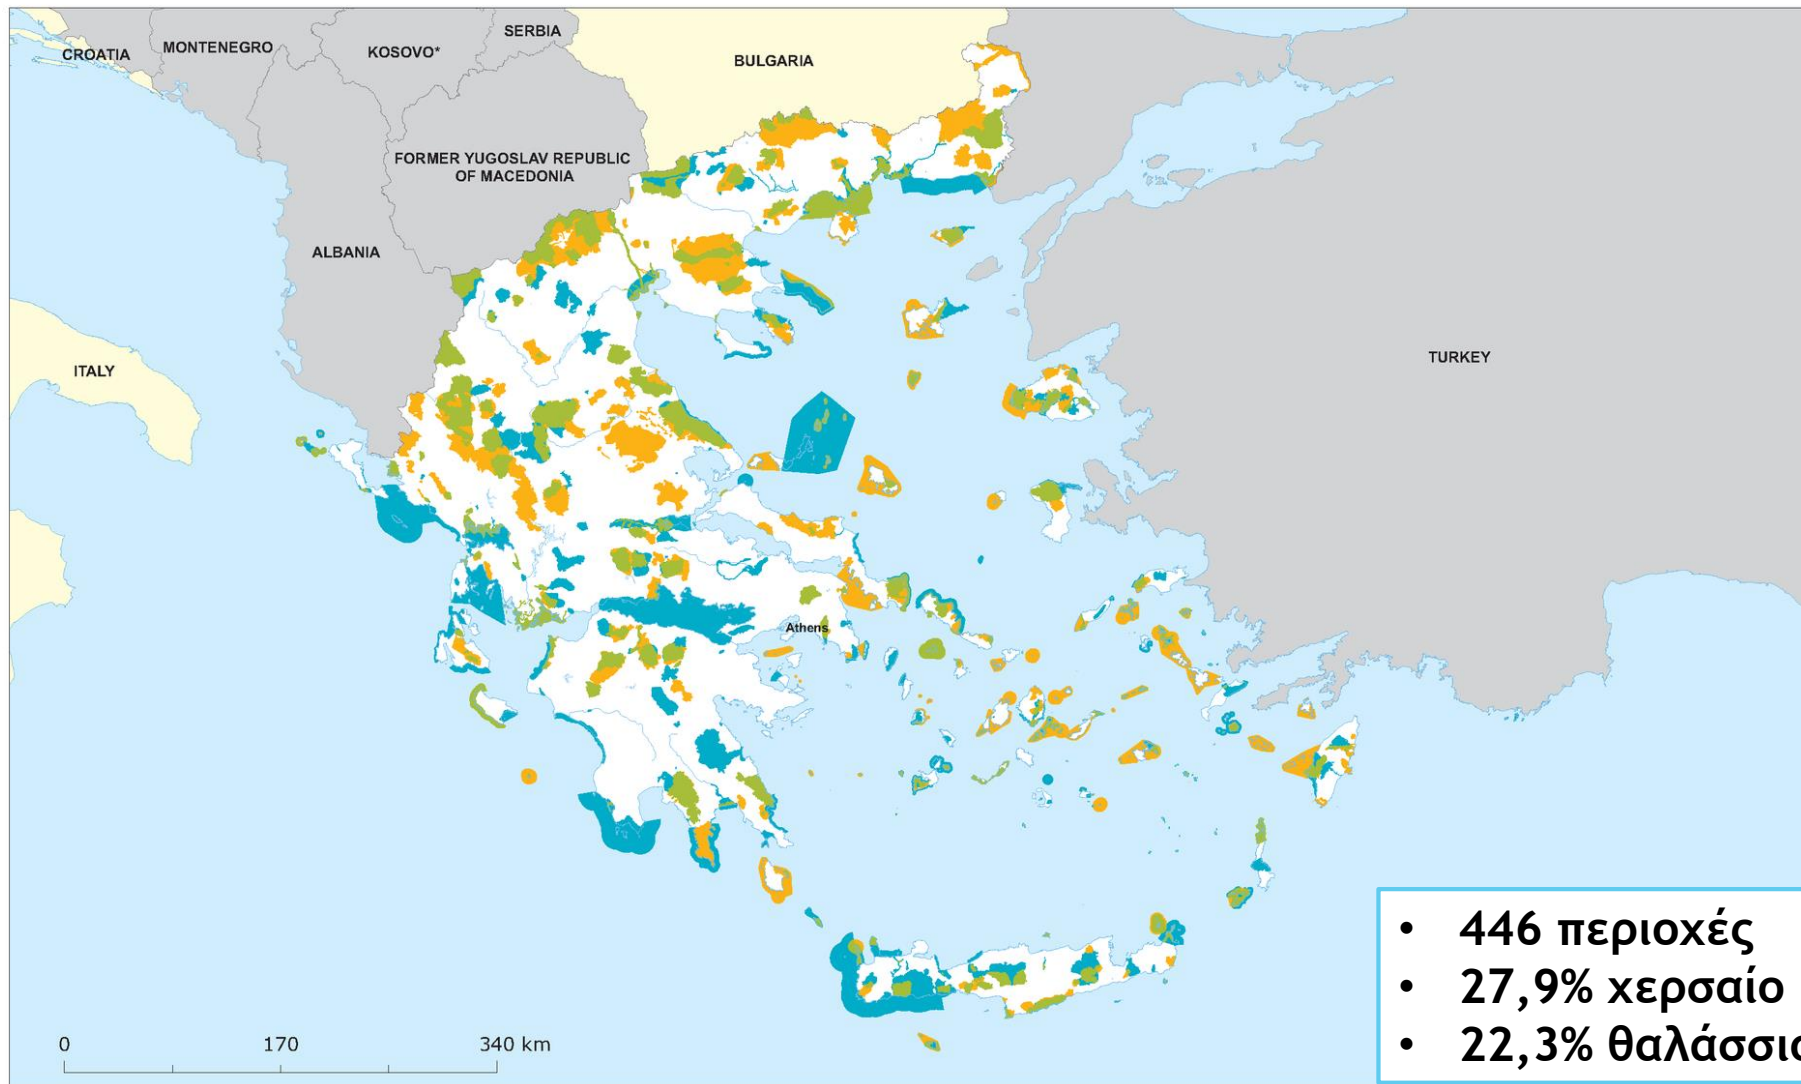 SERBIA
MONTENEGRO
CROATIA
KOSOVO*
BULGARIA
FORMER YUGOSLAV REPUBLIC
OF MACEDONIA
ALBANIA
TURKEY
ITALY
Athens
• 446 περιοχές
• 27,9% χερσαίο
• 22,3% θαλάσσιο
0 170 340 km